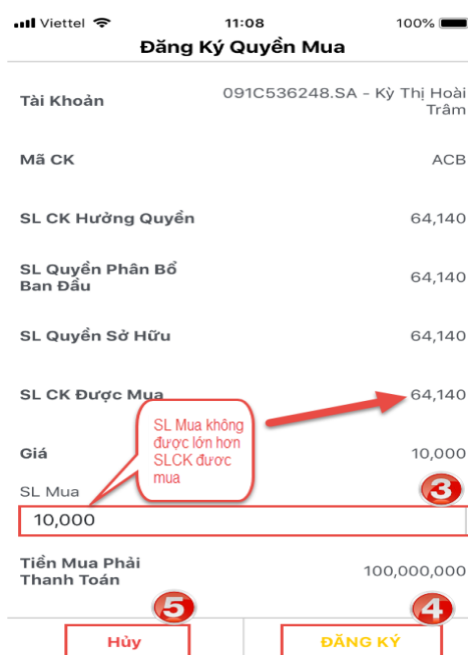 Viettel 11:08 100%
Đăng Ký Quyền Mua
Tài Khoản 091C536248.SA - Kỳ Thị Hoài
Trâm
Mã CK ACB
SL CK Hưởng Quyền 64,140
SL Quyền Phân Bổ
Ban Đầu 64,140
SL Quyền Sở Hữu 64,140
SL CK Được Mua 64,140
SL Mua không
được lớn hơn
SLCK đươc
mua
Giá 10,000
SL Mua 3
10,000
Tiền Mua Phải
Thanh Toán 100,000,000
5 4
Hủy ĐĂNG KÝ